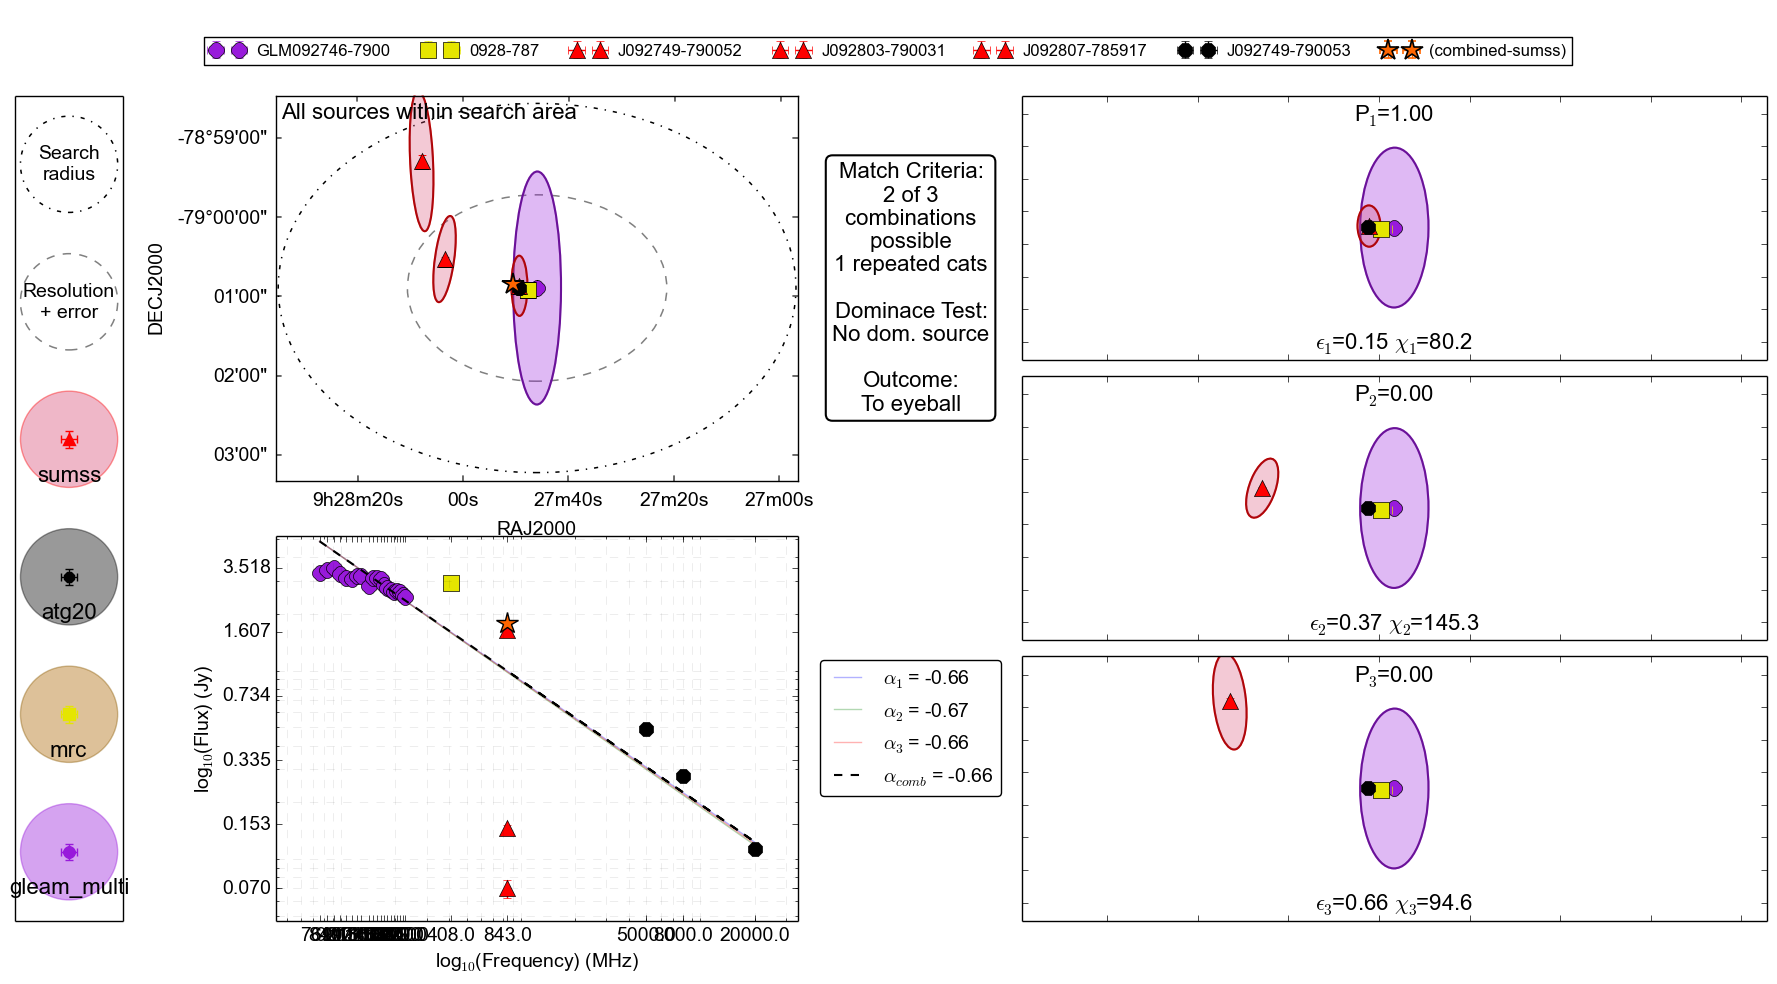 GLM092746-7900 0928-787 J092749-790052 J092803-790031 J092807-785917 J092749-790053 (combined-sumss)
Search
radius
Resolution
+ error
sumss
atg20
mrc
gleam_multi
All sources within search area
DECJ2000
-78°59'00"
-79°00'00"
01'00"
02'00"
03'00"
9h28m20s 00s 27m40s 27m20s 27m00s
RAJ2000
Match Criteria:
2 of 3
combinations
possible
1 repeated cats
Dominace Test:
No dom. source
Outcome:
To eyeball
log10(Flux) (Jy)
3.518
1.607
0.734
0.335
0.153
0.070
408.0 843.0 5000.0 8000.0 20000.0
log10(Frequency) (MHz)
α1 = -0.66
α2 = -0.67
α3 = -0.66
αcomb = -0.66
P1=1.00
ϵ1=0.15 χ1=80.2
P2=0.00
ϵ2=0.37 χ2=145.3
P3=0.00
ϵ3=0.66 χ3=94.6